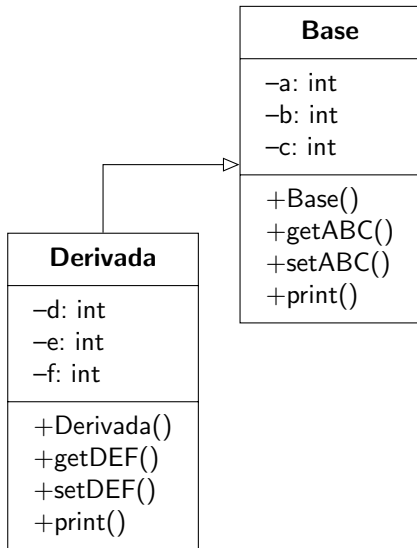 Base
–a: int
–b: int
–c: int
+Base()
+getABC()
+setABC()
+print()
Derivada
–d: int
–e: int
–f: int
+Derivada()
+getDEF()
+setDEF()
+print()